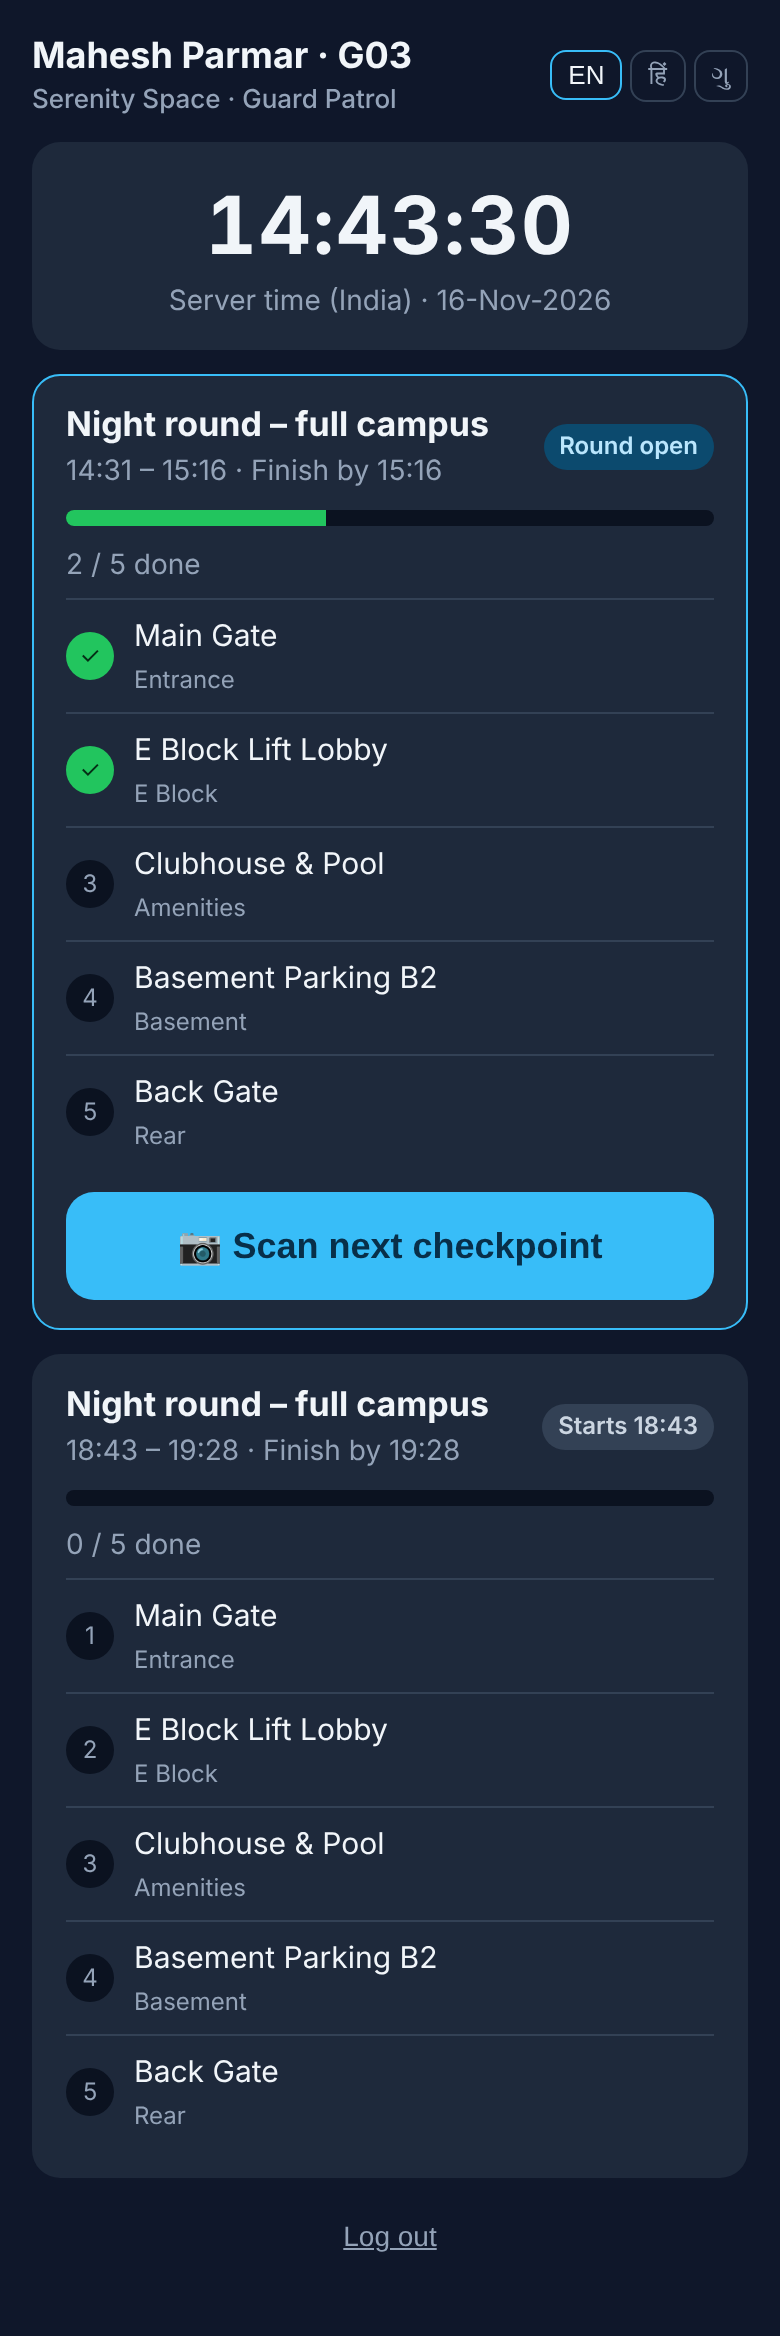 Mahesh Parmar · G03
Serenity Space · Guard Patrol
EN
हिं
ગુ
14:43:30
Server time (India) · 16-Nov-2026
Night round – full campus
14:31 – 15:16 · Finish by 15:16
Round open
2 / 5 done
✓
Main Gate
Entrance
✓
E Block Lift Lobby
E Block
3
Clubhouse & Pool
Amenities
4
Basement Parking B2
Basement
5
Back Gate
Rear
📷 Scan next checkpoint
Night round – full campus
18:43 – 19:28 · Finish by 19:28
Starts 18:43
0 / 5 done
1
Main Gate
Entrance
2
E Block Lift Lobby
E Block
3
Clubhouse & Pool
Amenities
4
Basement Parking B2
Basement
5
Back Gate
Rear
Log out